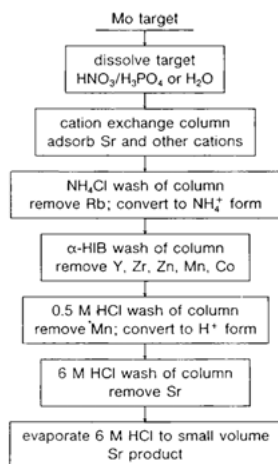 Mo target
dissolve target
HNO₃/H₃PO₄ or H₂O
cation exchange column
adsorb Sr and other cations
NH₄Cl wash of column
remove Rb; convert to NH₄⁺ form
α-HIB wash of column
remove Y, Zr, Zn, Mn, Co
0.5 M HCl wash of column
remove Mn; convert to H⁺ form
6 M HCl wash of column
remove Sr
evaporate 6 M HCl to small volume
Sr product